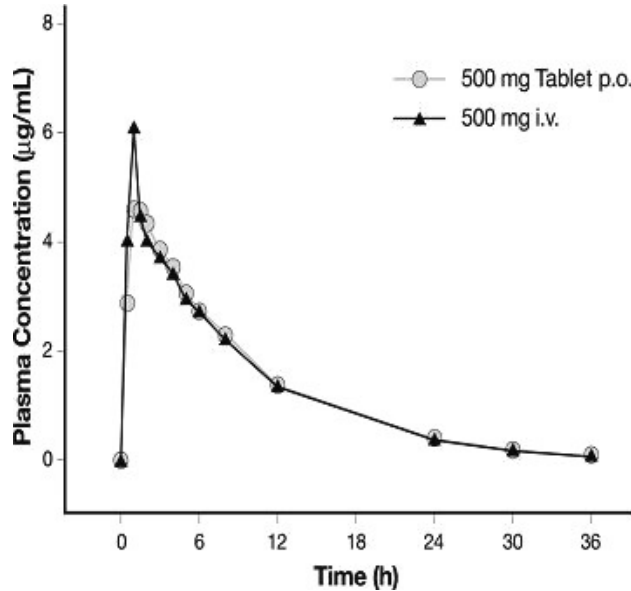 8
500 mg Tablet p.o.
500 mg i.v.
6
4
2
0
Plasma Concentration (μg/mL)
0 6 12 18 24 30 36
Time (h)